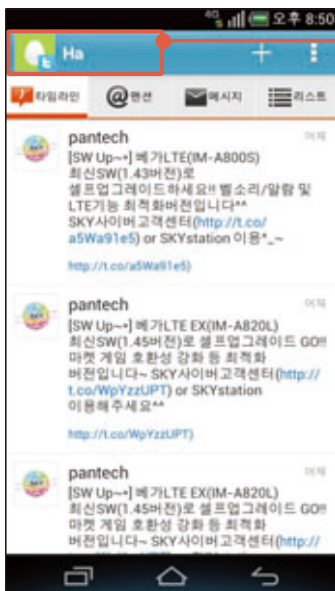 4G 오후 8:50
Ha
타임라인 @멘션 메시지 리스트
pantech 어제
[SW Up~*] 베가LTE(IM-A800S)
최신SW(1.43버전)로
셀프업그레이드하세요!! 벨소리/알람 및
LTE기능 최적화버전입니다^^
SKY사이버고객센터(http://t.co/
a5Wa91e5) or SKYstation 이용^_~
http://t.co/a5Wa91e5)
pantech 어제
[SW Up~*] 베가LTE EX(IM-A820L)
최신SW(1.45버전)로 셀프업그레이드 GO!!
마켓 게임 호환성 강화 등 최적화
버전입니다~ SKY사이버고객센터(http://
t.co/WpYzzUPT) or SKYstation
이용해주세요^^
http://t.co/WpYzzUPT)
pantech 어제
[SW Up~*] 베가LTE EX(IM-A820L)
최신SW(1.45버전)로 셀프업그레이드 GO!!
마켓 게임 호환성 강화 등 최적화
버전입니다~ SKY사이버고객센터(http://